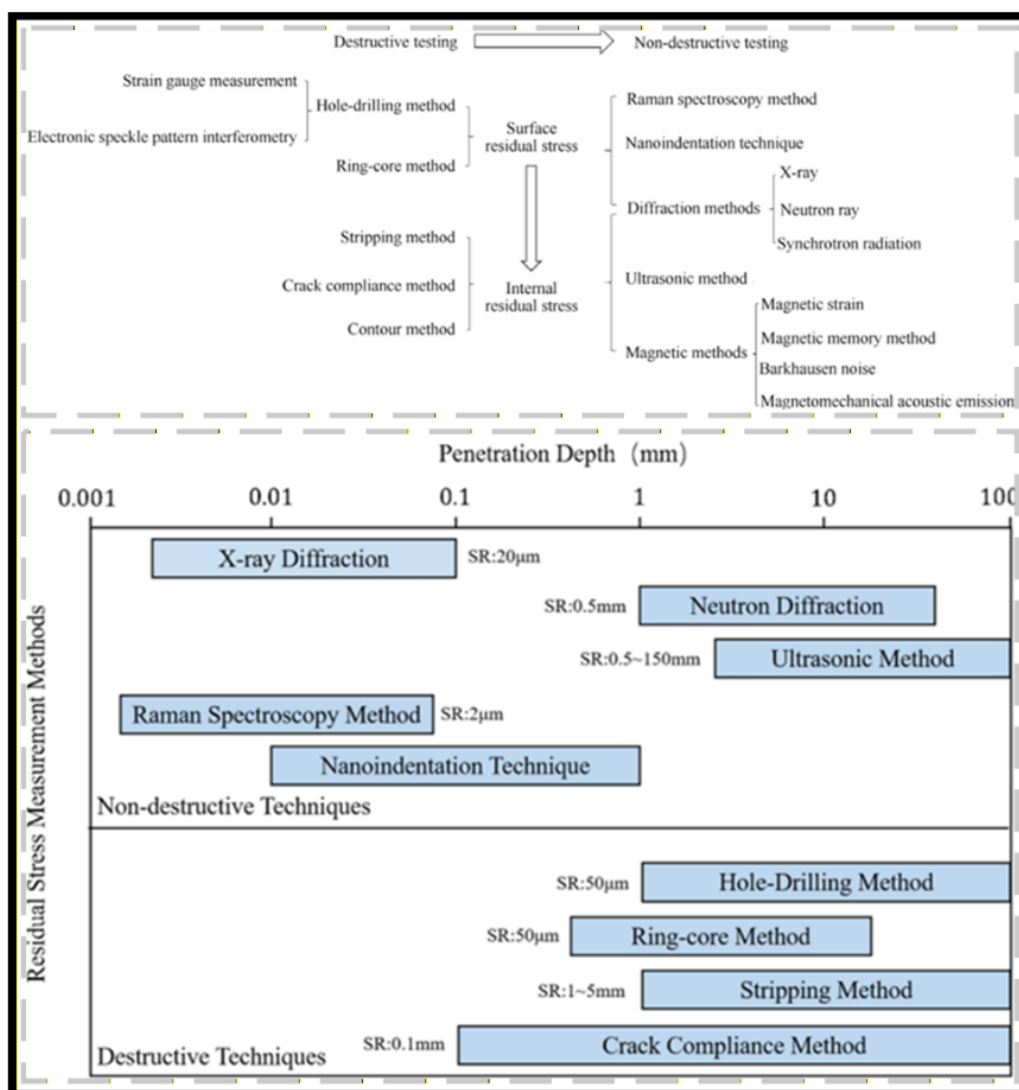 Destructive testing
Non-destructive testing
Strain gauge measurement
Electronic speckle pattern interferometry
Hole-drilling method
Ring-core method
Surface
residual stress
Raman spectroscopy method
Nanoindentation technique
Diffraction methods
X-ray
Neutron ray
Synchrotron radiation
Stripping method
Crack compliance method
Contour method
Internal
residual stress
Ultrasonic method
Magnetic methods
Magnetic strain
Magnetic memory method
Barkhausen noise
Magnetomechanical acoustic emission
Penetration Depth (mm)
0.001 0.01 0.1 1 10 100
Residual Stress Measurement Methods
X-ray Diffraction SR:20μm
SR:0.5mm Neutron Diffraction
SR:0.5~150mm Ultrasonic Method
Raman Spectroscopy Method SR:2μm
Nanoindentation Technique
Non-destructive Techniques
SR:50μm Hole-Drilling Method
SR:50μm Ring-core Method
SR:1~5mm Stripping Method
SR:0.1mm Crack Compliance Method
Destructive Techniques